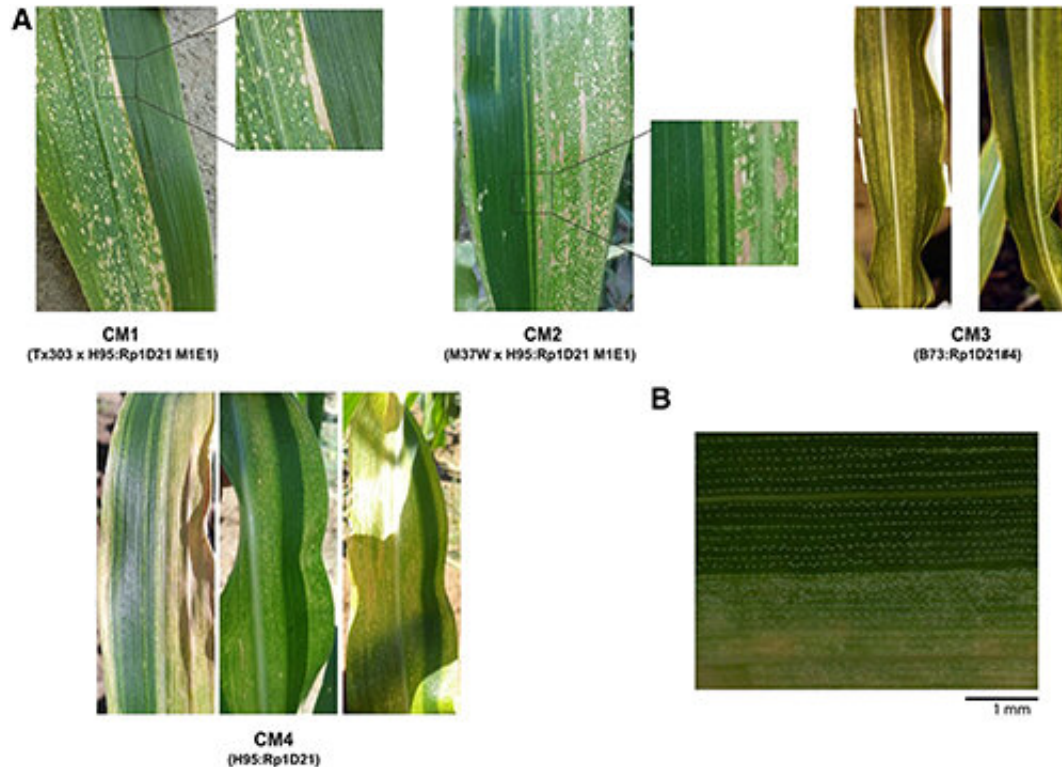 A
CM1
(Tx303 x H95:Rp1D21 M1E1)
CM2
(M37W x H95:Rp1D21 M1E1)
CM3
(B73:Rp1D21#4)
CM4
(H95:Rp1D21)
B
1 mm